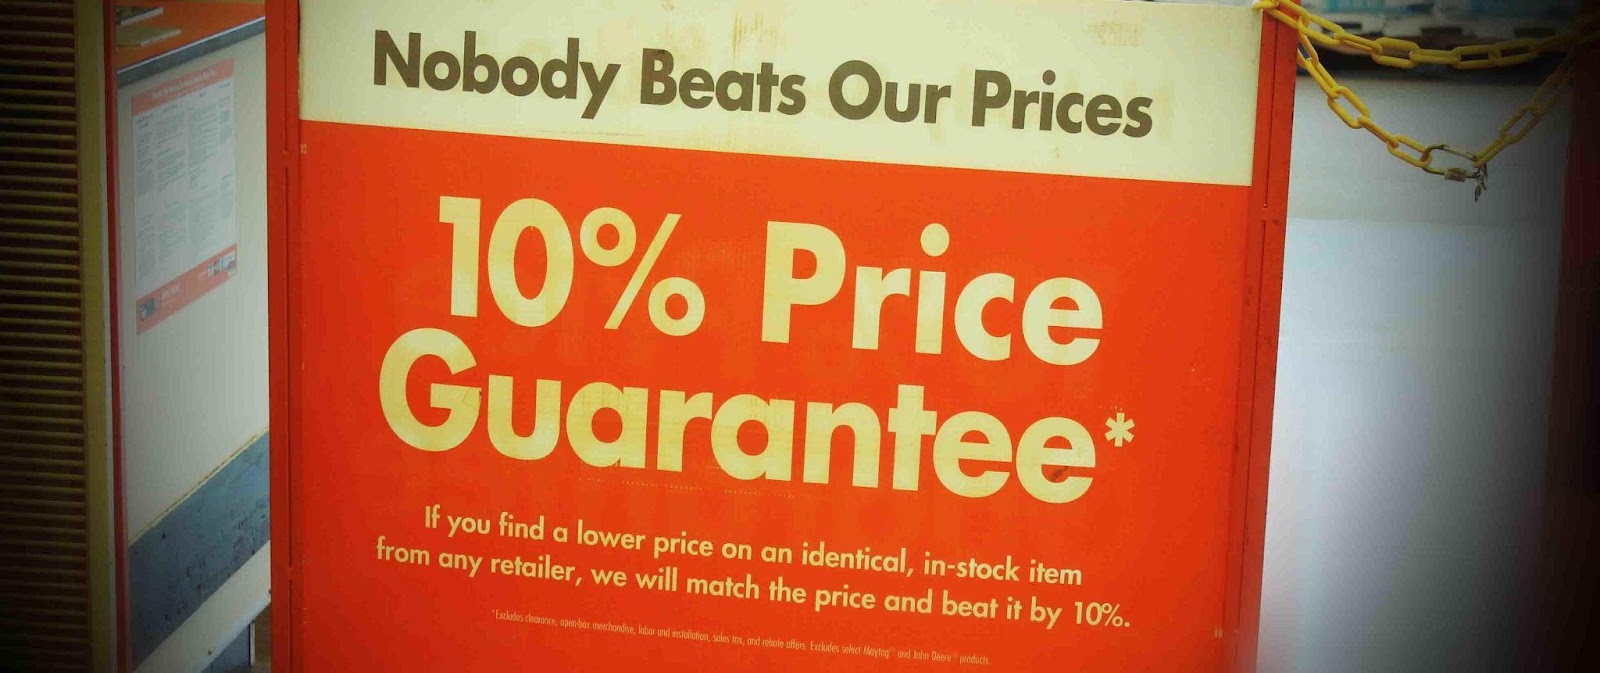 Nobody Beats Our Prices
10% Price
Guarantee*
If you find a lower price on an identical, in-stock item
from any retailer, we will match the price and beat it by 10%.
*Excludes clearance, open-box merchandise, labor and installation, sales tax, and rebate offers. Excludes select Maytag® and John Deere® products.